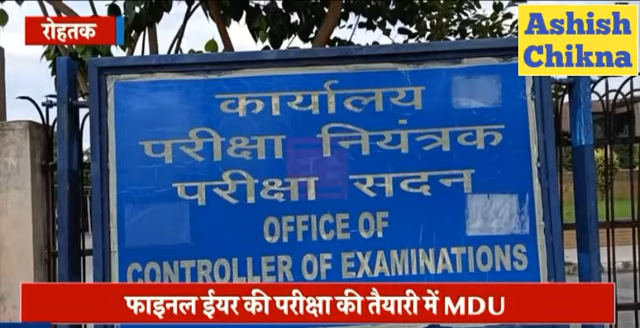 रोहतक
Ashish
Chikna
कार्यालय
परीक्षा नियंत्रक
परीक्षा सदन
OFFICE OF
CONTROLLER OF EXAMINATIONS
फाइनल ईयर की परीक्षा की तैयारी में MDU